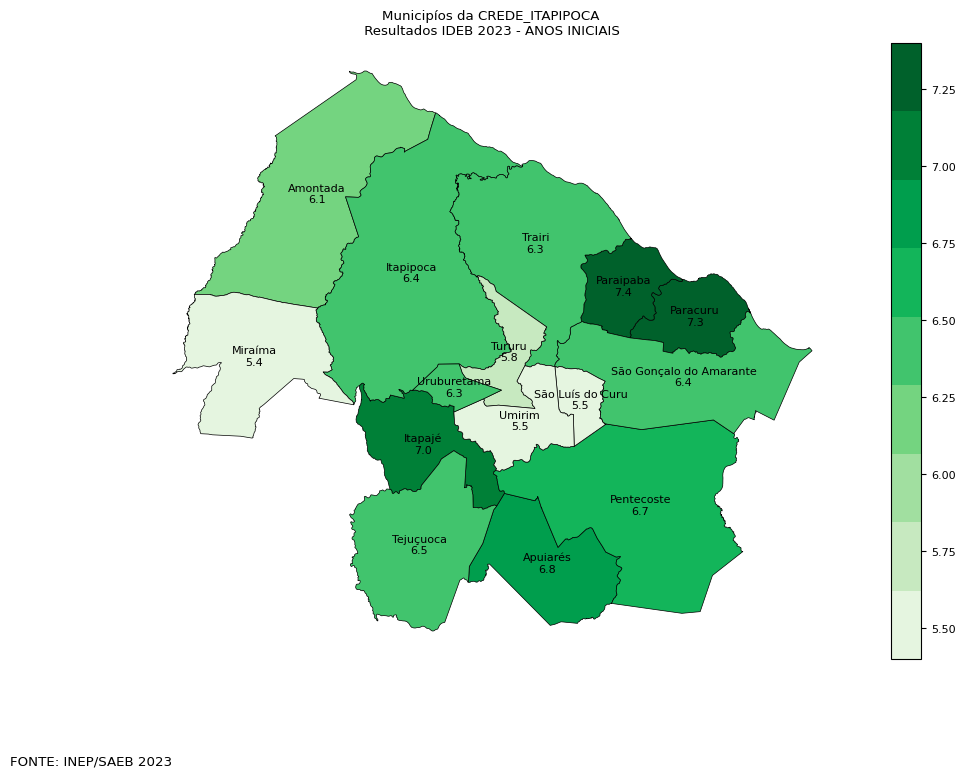 Municipíos da CREDE_ITAPIPOCA
Resultados IDEB 2023 - ANOS INICIAIS
7.25
7.00
6.75
6.50
6.25
6.00
5.75
5.50
Amontada
6.1
Trairi
6.3
Itapipoca
6.4
Paraipaba
7.4
Paracuru
7.3
Miraíma
5.4
Tururu
5.8
São Gonçalo do Amarante
6.4
Uruburetama
6.3
São Luís do Curu
5.5
Umirim
5.5
Itapajé
7.0
Pentecoste
6.7
Tejuçuoca
6.5
Apuiarés
6.8
FONTE: INEP/SAEB 2023